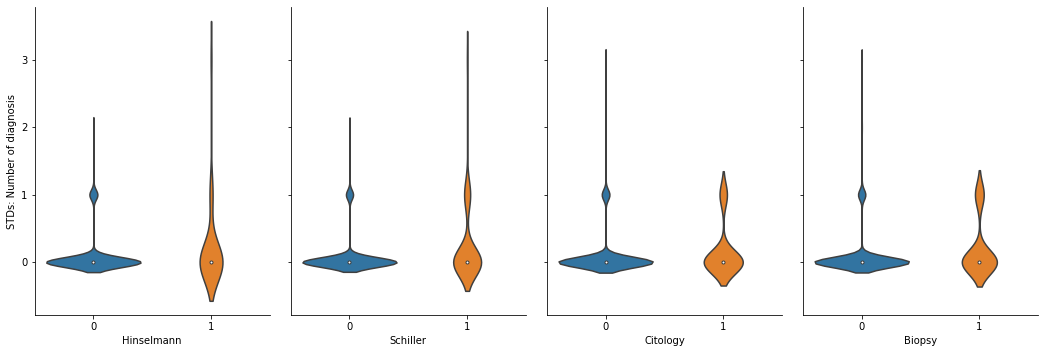 STDs: Number of diagnosis
3
2
1
0
0 1
Hinselmann
0 1
Schiller
0 1
Citology
0 1
Biopsy